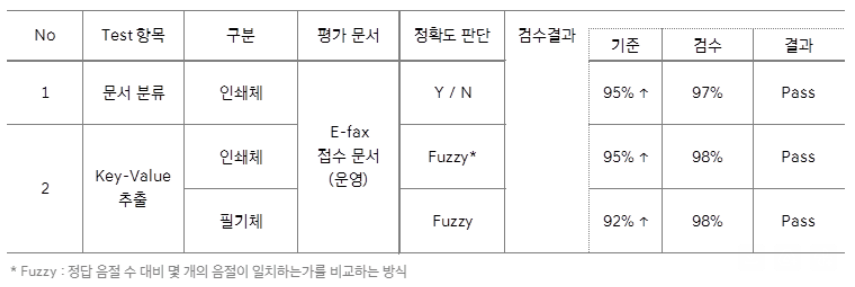 No Test 항목 구분 평가 문서 정확도 판단 검수결과
기준 검수 결과
1 문서 분류 인쇄체 Y / N 95% ↑ 97% Pass
E-fax
접수 문서
(운영)
2 Key-Value
추출
인쇄체 Fuzzy* 95% ↑ 98% Pass
필기체 Fuzzy 92% ↑ 98% Pass
* Fuzzy : 정답 음절 수 대비 몇 개의 음절이 일치하는가를 비교하는 방식